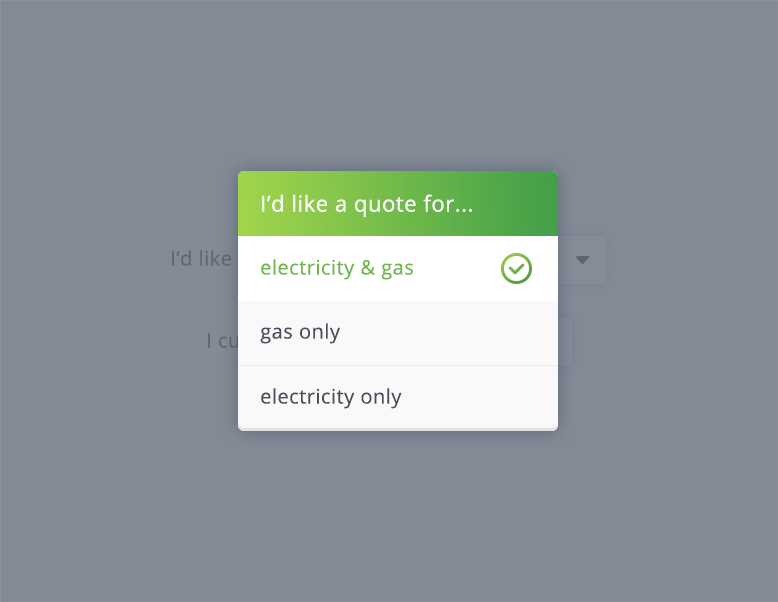 I'd like a quote for...
electricity & gas
I'd like
gas only
I cu
electricity only